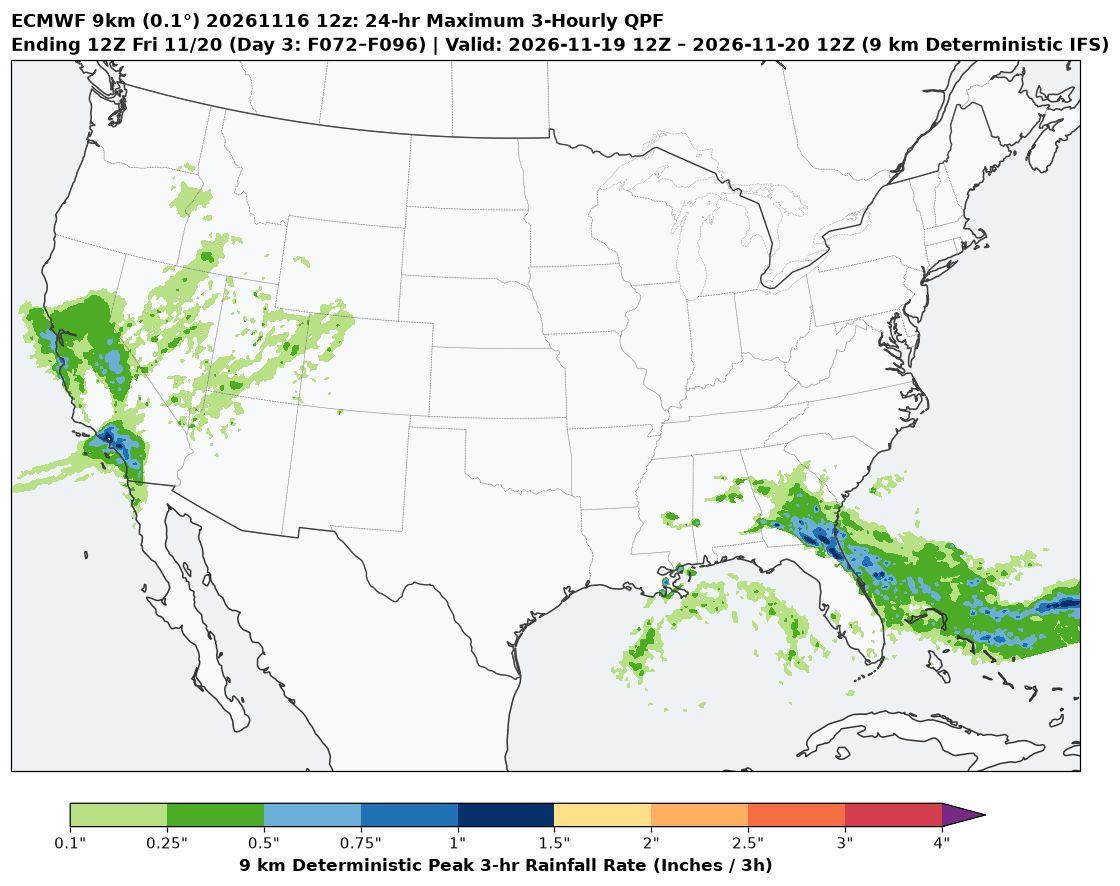 ECMWF 9km (0.1°) 20261116 12z: 24-hr Maximum 3-Hourly QPF
Ending 12Z Fri 11/20 (Day 3: F072–F096) | Valid: 2026-11-19 12Z – 2026-11-20 12Z (9 km Deterministic IFS)
0.1" 0.25" 0.5" 0.75" 1" 1.5" 2" 2.5" 3" 4"
9 km Deterministic Peak 3-hr Rainfall Rate (Inches / 3h)